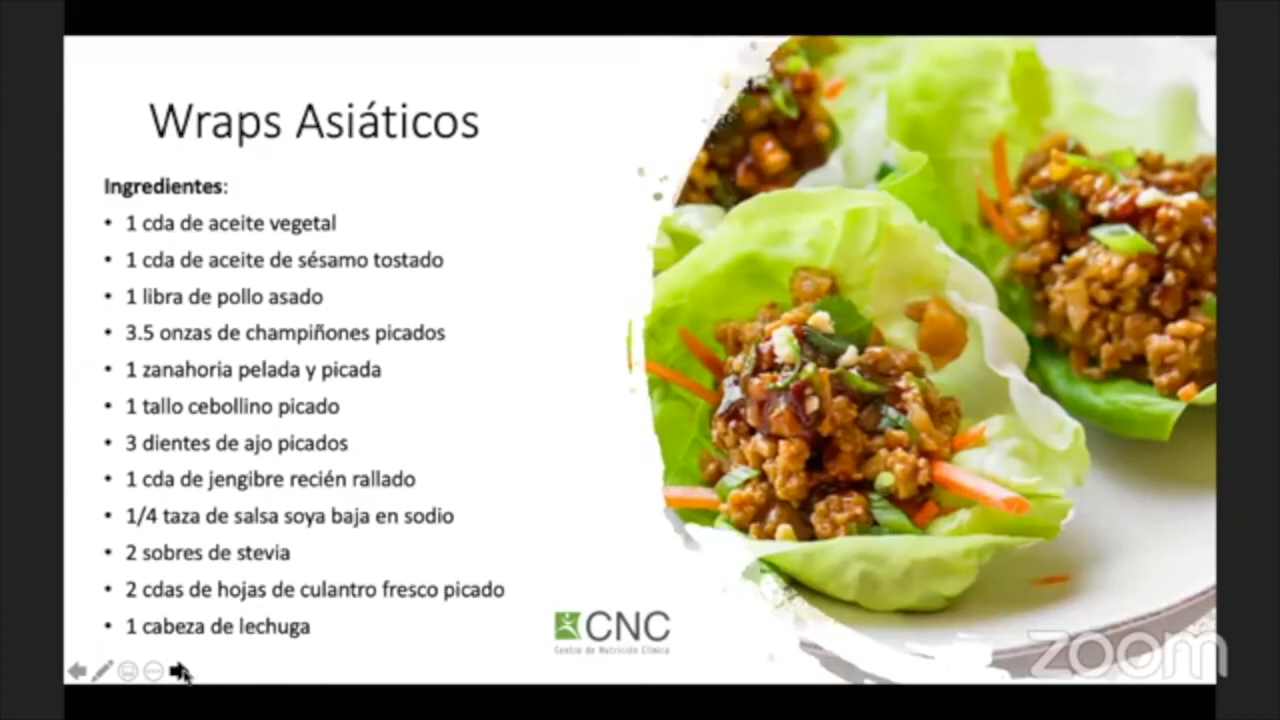 Wraps Asiáticos
Ingredientes:
• 1 cda de aceite vegetal
• 1 cda de aceite de sésamo tostado
• 1 libra de pollo asado
• 3.5 onzas de champiñones picados
• 1 zanahoria pelada y picada
• 1 tallo cebollino picado
• 3 dientes de ajo picados
• 1 cda de jengibre recién rallado
• 1/4 taza de salsa soya baja en sodio
• 2 sobres de stevia
• 2 cdas de hojas de culantro fresco picado
• 1 cabeza de lechuga
CNC
Centro de Nutrición Clínica
zoom